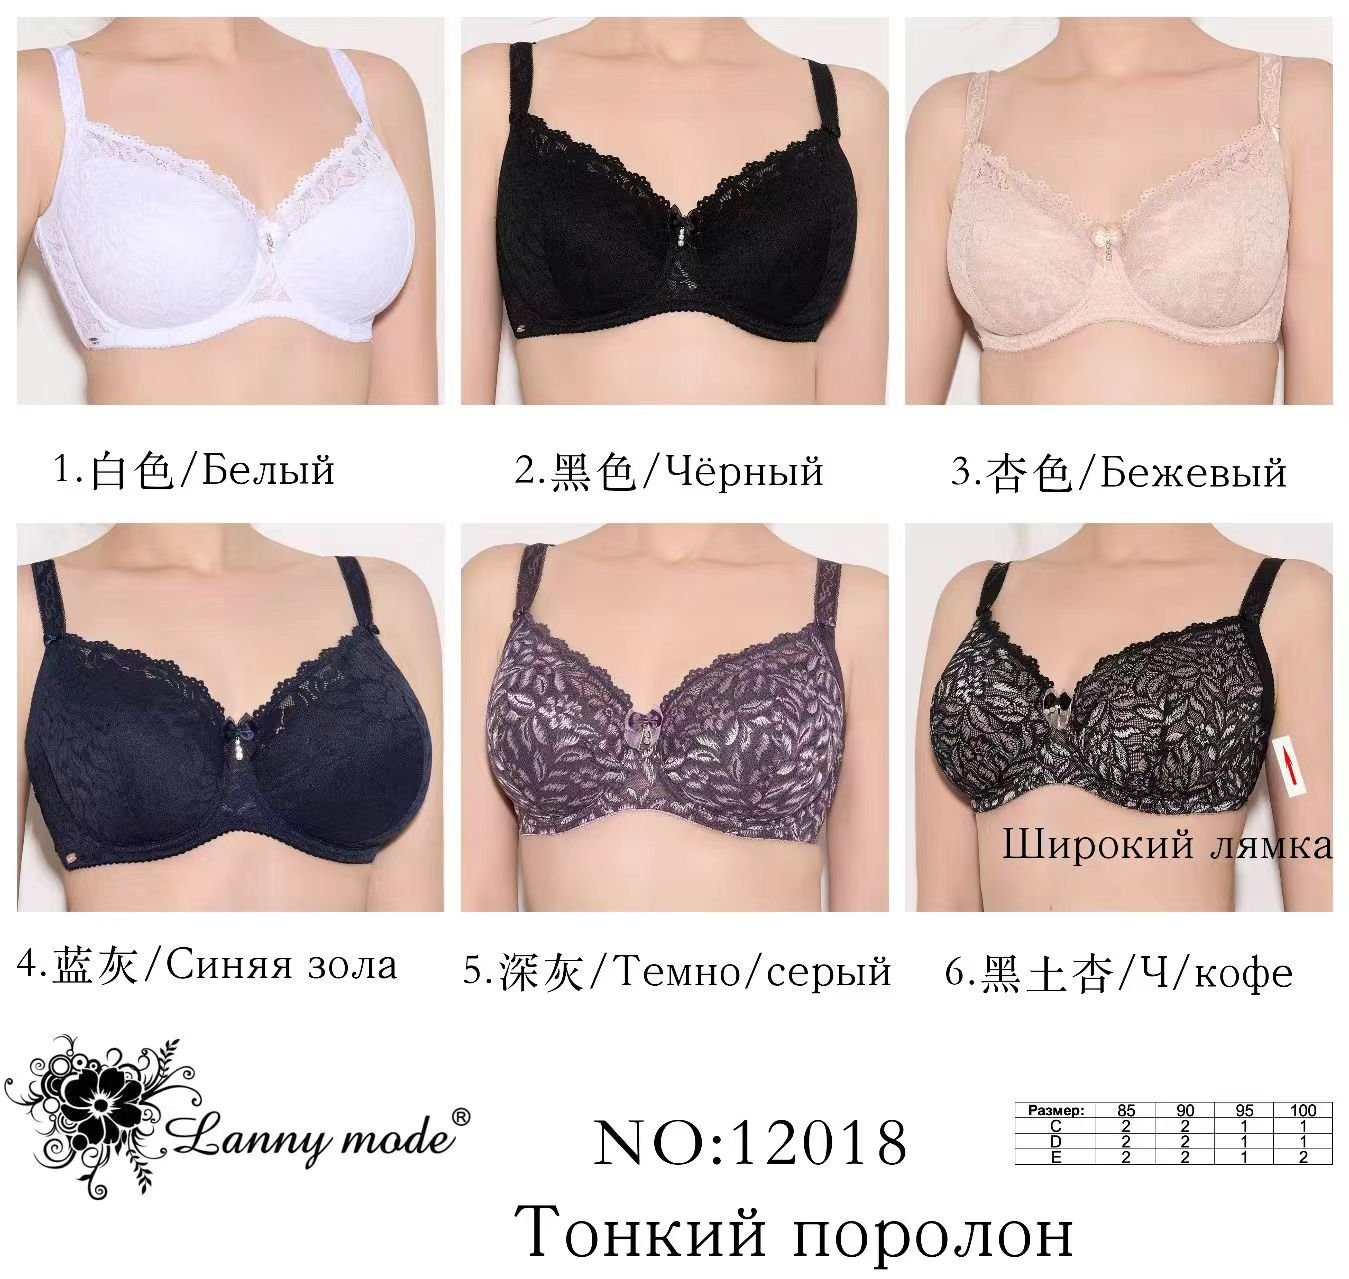 1.白色/Белый
2.黑色/Чёрный
3.杏色/Бежевый
Широкий лямка
4.蓝灰/Синяя зола
5.深灰/Темно/серый
6.黑土杏/Ч/кофе
Lanny mode®
NO:12018
Размер: 85 90 95 100
C 2 2 1 1
D 2 2 1 1
E 2 2 1 2
Тонкий поролон